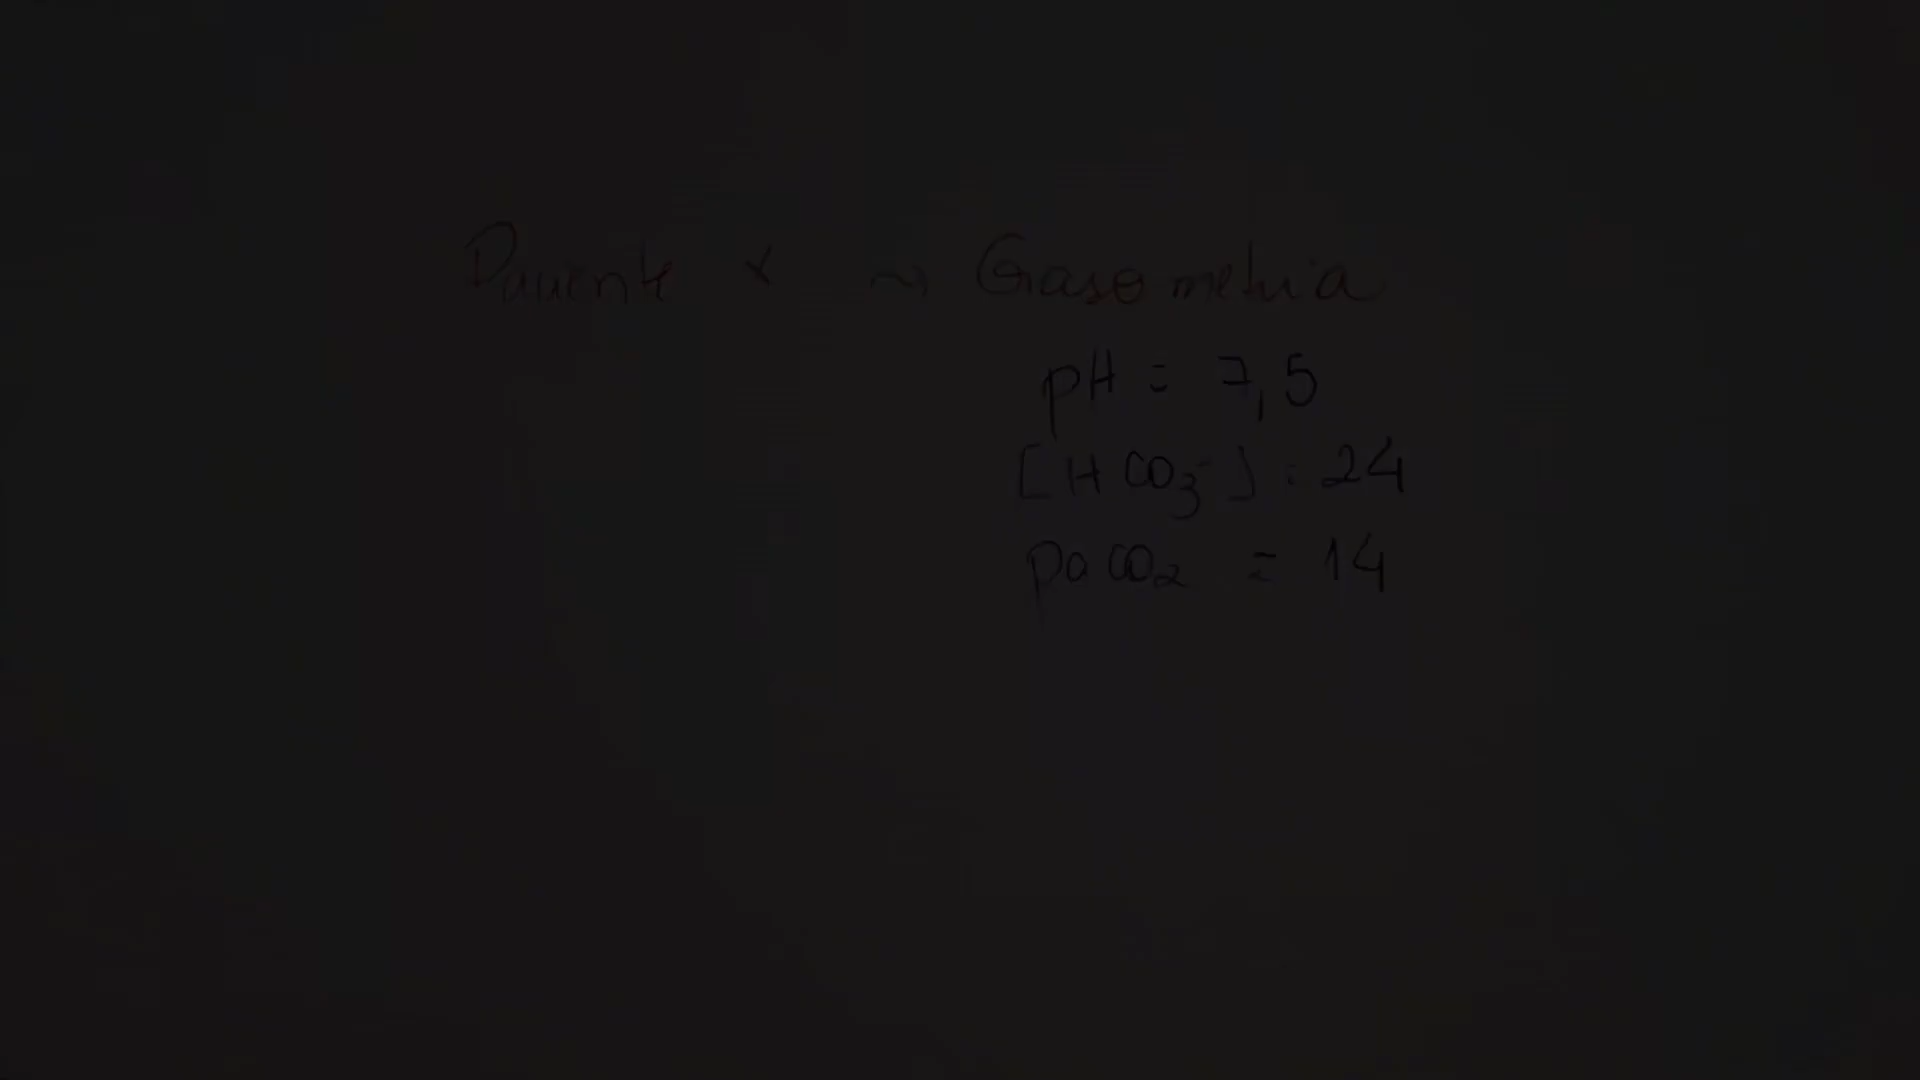 Paciente x ~> Gasometria
pH = 7,5
[HCO3-] = 24
paCO2 = 14